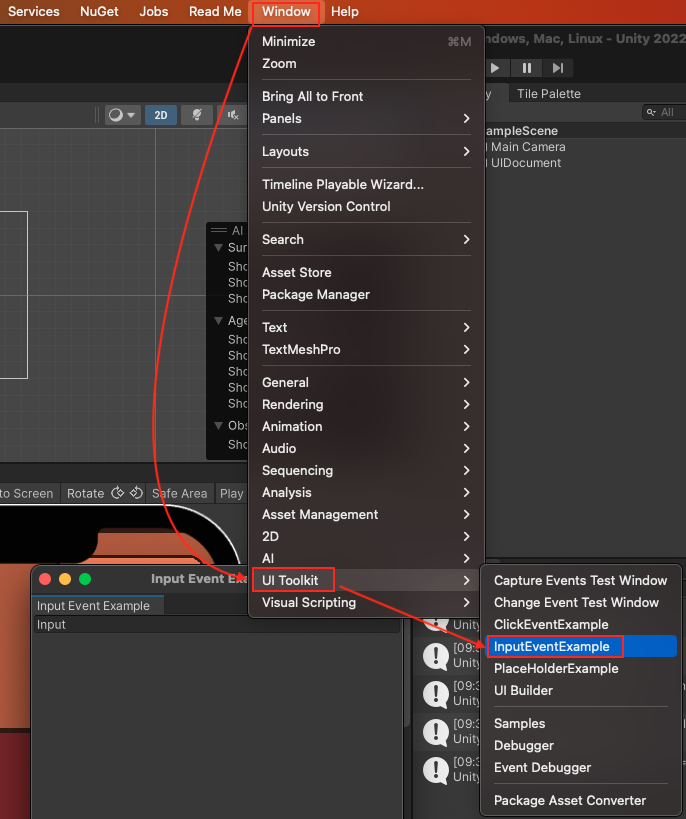 Services NuGet Jobs Read Me Window Help
Minimize ⌘M
Zoom
Bring All to Front
Panels
Layouts
Timeline Playable Wizard...
Unity Version Control
Search
Asset Store
Package Manager
Text
TextMeshPro
General
Rendering
Animation
Audio
Sequencing
Analysis
Asset Management
2D
AI
UI Toolkit
Visual Scripting
Capture Events Test Window
Change Event Test Window
ClickEventExample
InputEventExample
PlaceHolderExample
UI Builder
Samples
Debugger
Event Debugger
Package Asset Converter
ndows, Mac, Linux - Unity 2022
y Tile Palette
All
ampleScene
Main Camera
UIDocument
2D
AI
Sur
Sho
Sho
Sho
Age
Sho
Sho
Sho
Sho
Sho
Obs
Sho
to Screen Rotate Safe Area Play
Input Event Exa
Input Event Example
Input
Unity
[09:3
Unity
[09:3
Unity
[09:3
Unity
[09:3
Unity